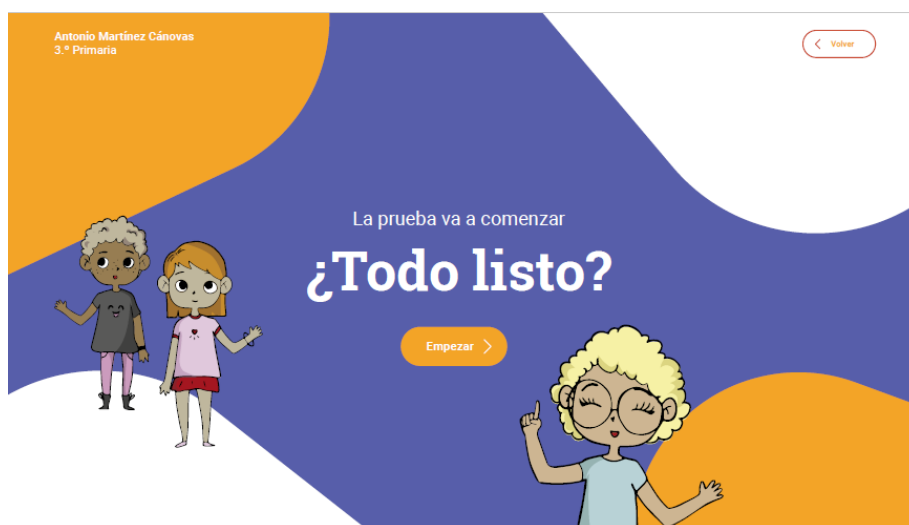 Antonio Martínez Cánovas
3.º Primaria
Volver
La prueba va a comenzar
¿Todo listo?
Empezar